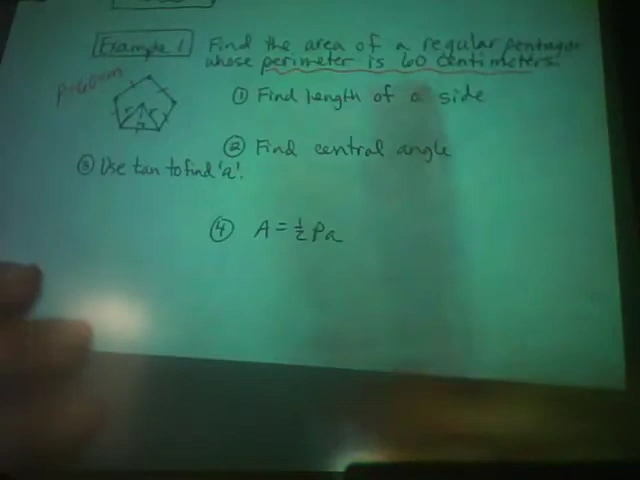 Example 1 Find the area of a regular pentagon
whose perimeter is 60 centimeters.
P=60cm
① Find length of a side
② Find central angle
③ Use tan to find 'a'.
④ A = ½ Pa